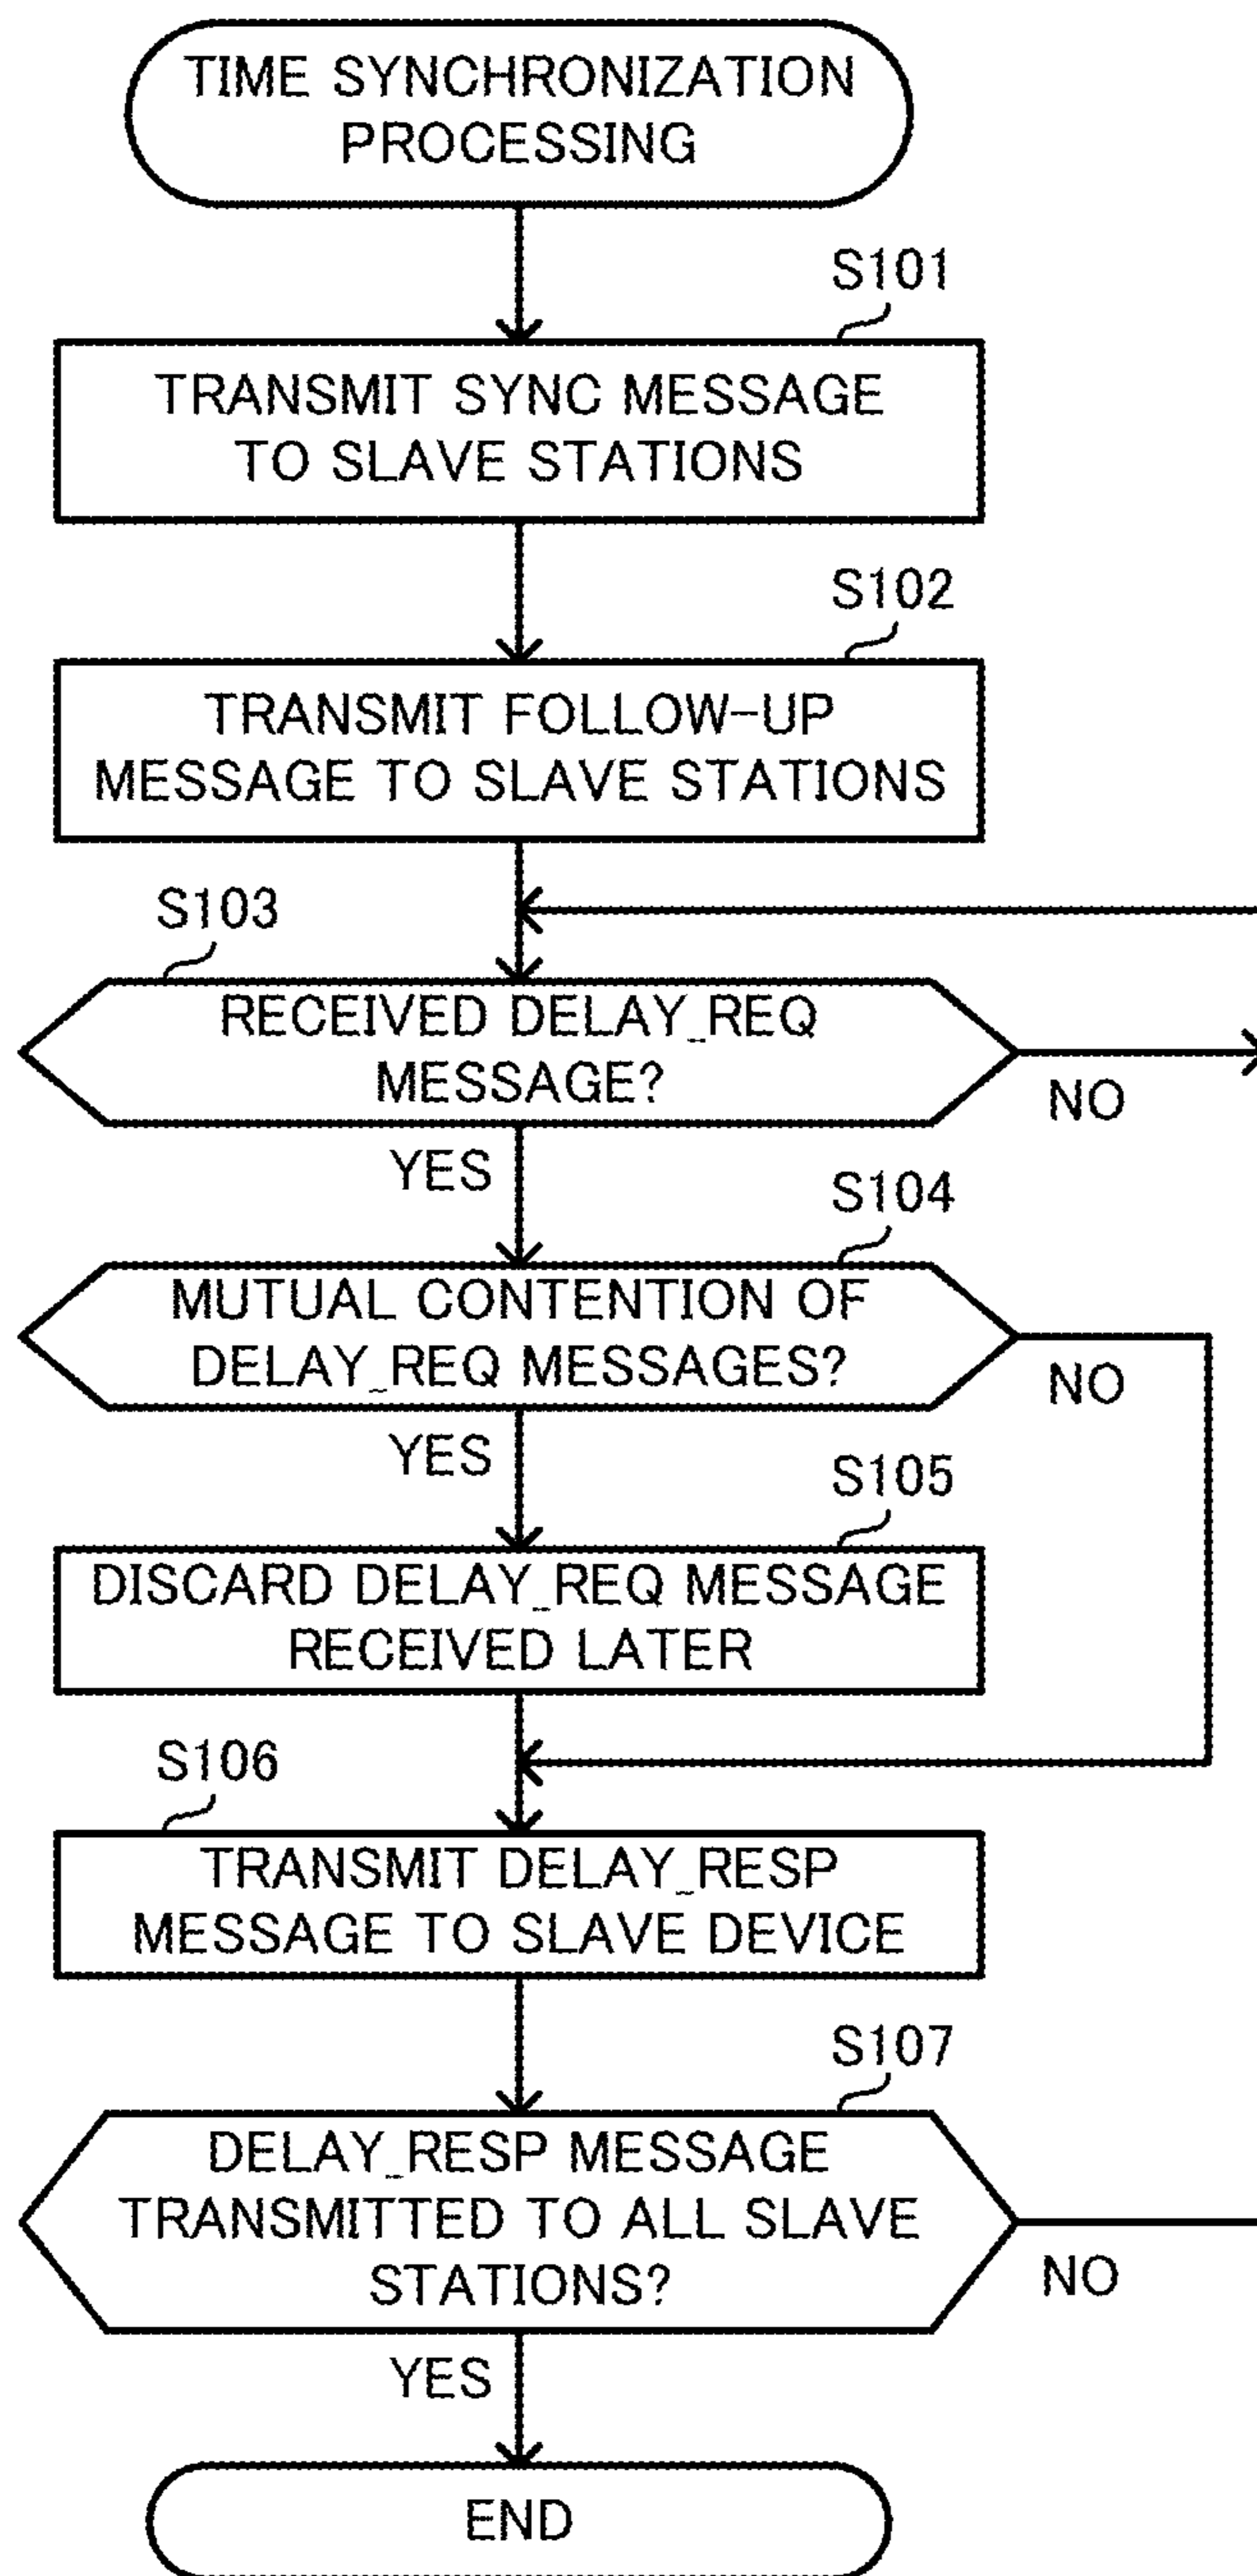 TIME SYNCHRONIZATION
PROCESSING
S101
TRANSMIT SYNC MESSAGE
TO SLAVE STATIONS
S102
TRANSMIT FOLLOW-UP
MESSAGE TO SLAVE STATIONS
S103
RECEIVED DELAY_REQ
MESSAGE?
NO
YES
S104
MUTUAL CONTENTION OF
DELAY_REQ MESSAGES?
NO
YES
S105
DISCARD DELAY_REQ MESSAGE
RECEIVED LATER
S106
TRANSMIT DELAY_RESP
MESSAGE TO SLAVE DEVICE
S107
DELAY_RESP MESSAGE
TRANSMITTED TO ALL SLAVE
STATIONS?
NO
YES
END